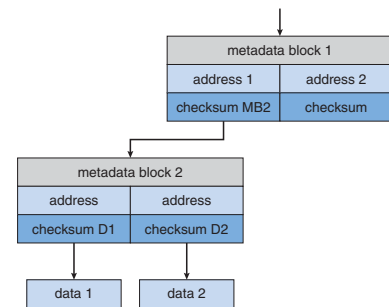 metadata block 1
address 1 address 2
checksum MB2 checksum
metadata block 2
address address
checksum D1 checksum D2
data 1 data 2